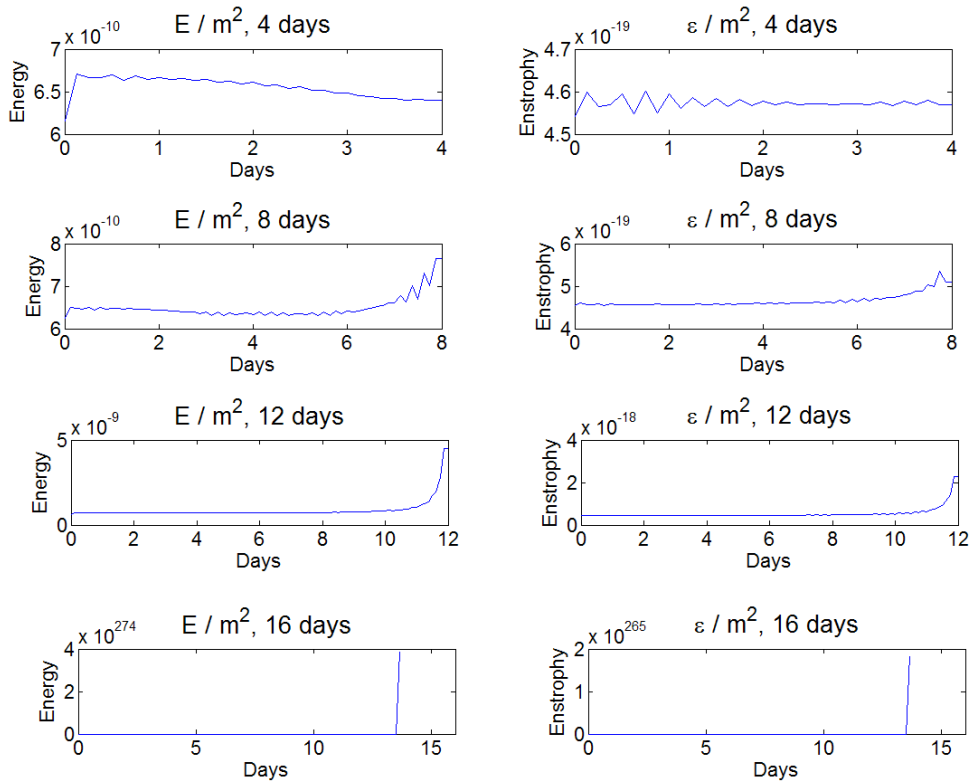 x 10^-10
E / m², 4 days
7
6.5
6
Energy
0 1 2 3 4
Days
x 10^-19
ε / m², 4 days
4.7
4.6
4.5
Enstrophy
0 1 2 3 4
Days
x 10^-10
E / m², 8 days
8
7
6
Energy
0 2 4 6 8
Days
x 10^-19
ε / m², 8 days
6
5
4
Enstrophy
0 2 4 6 8
Days
x 10^-9
E / m², 12 days
5
0
Energy
0 2 4 6 8 10 12
Days
x 10^-18
ε / m², 12 days
4
2
0
Enstrophy
0 2 4 6 8 10 12
Days
x 10^274
E / m², 16 days
4
2
0
Energy
0 5 10 15
Days
x 10^265
ε / m², 16 days
2
1
0
Enstrophy
0 5 10 15
Days